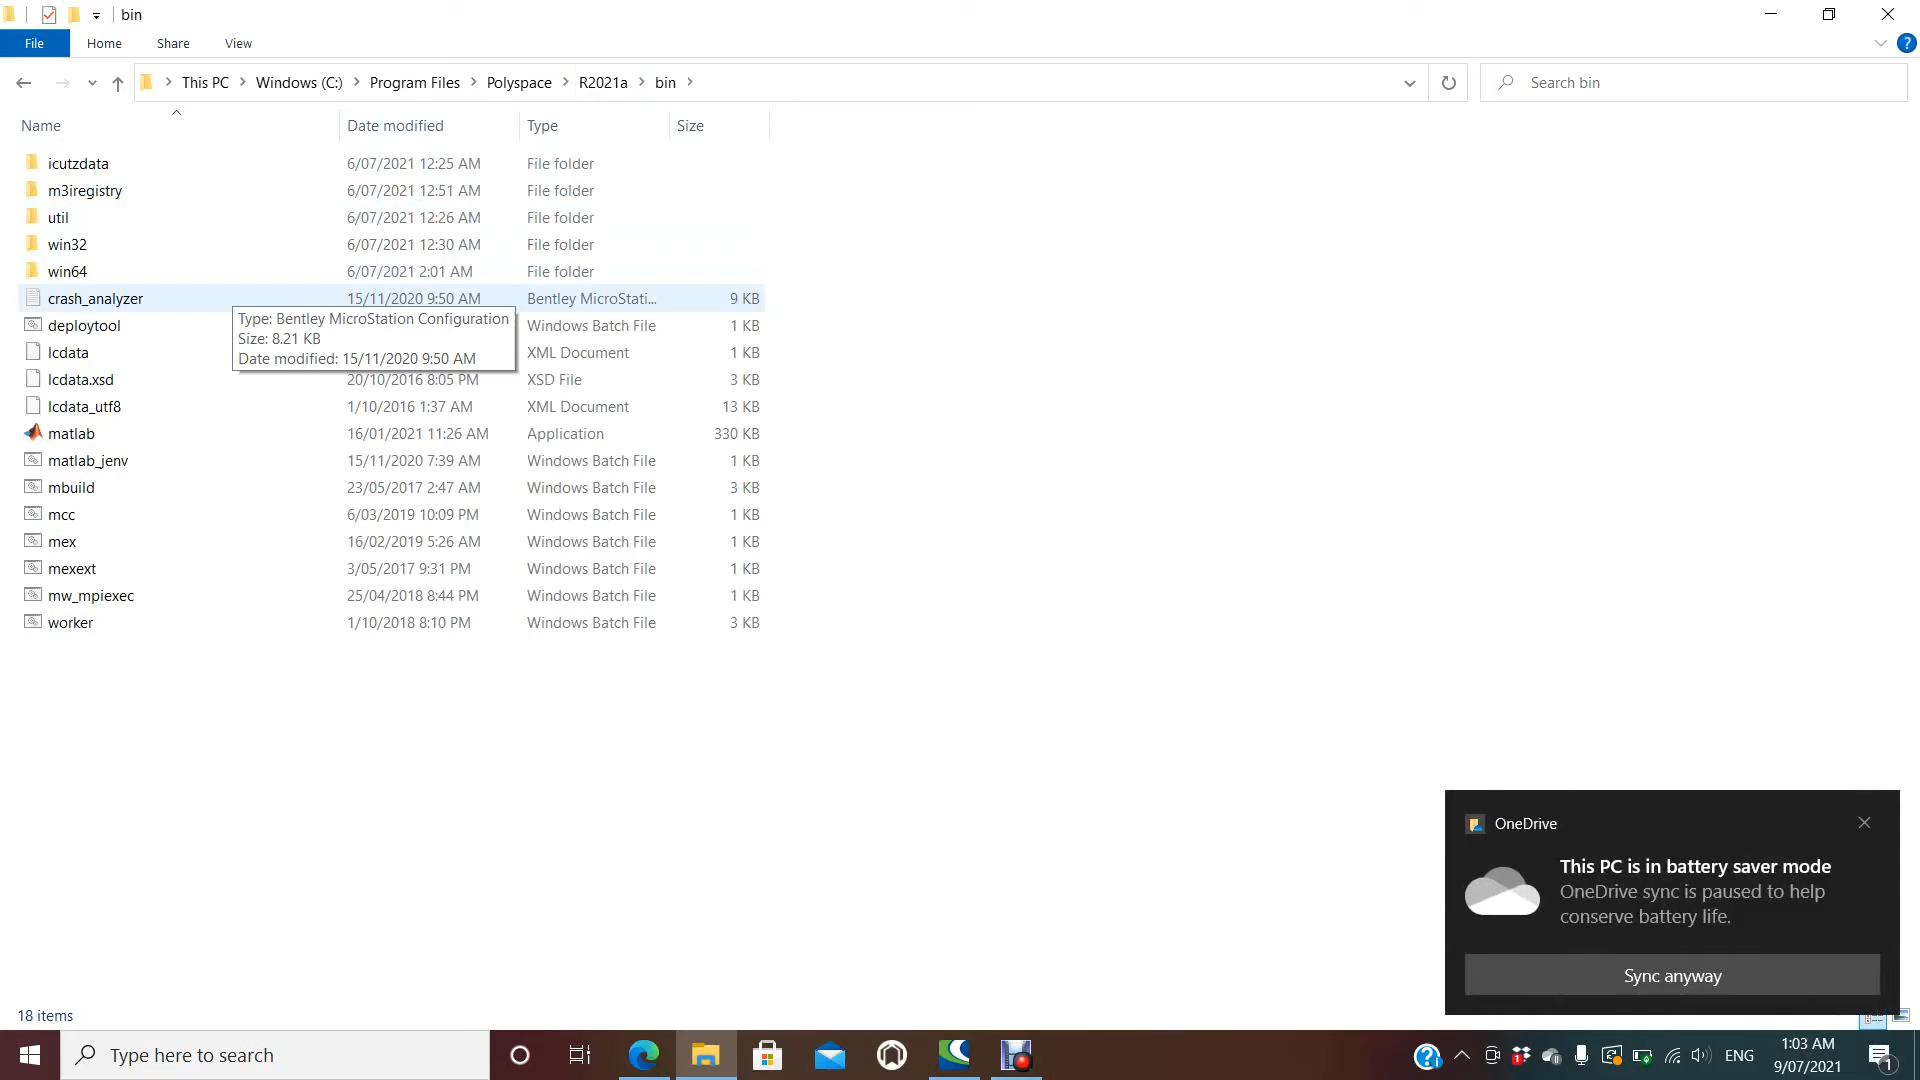 bin
File Home Share View
This PC Windows (C:) Program Files Polyspace R2021a bin
Search bin
Name Date modified Type Size
icutzdata 6/07/2021 12:25 AM File folder
m3iregistry 6/07/2021 12:51 AM File folder
util 6/07/2021 12:26 AM File folder
win32 6/07/2021 12:30 AM File folder
win64 6/07/2021 2:01 AM File folder
crash_analyzer 15/11/2020 9:50 AM Bentley MicroStati... 9 KB
Type: Bentley MicroStation Configuration
Size: 8.21 KB
Date modified: 15/11/2020 9:50 AM
deploytool Windows Batch File 1 KB
lcdata XML Document 1 KB
lcdata.xsd 20/10/2016 8:05 PM XSD File 3 KB
lcdata_utf8 1/10/2016 1:37 AM XML Document 13 KB
matlab 16/01/2021 11:26 AM Application 330 KB
matlab_jenv 15/11/2020 7:39 AM Windows Batch File 1 KB
mbuild 23/05/2017 2:47 AM Windows Batch File 3 KB
mcc 6/03/2019 10:09 PM Windows Batch File 1 KB
mex 16/02/2019 5:26 AM Windows Batch File 1 KB
mexext 3/05/2017 9:31 PM Windows Batch File 1 KB
mw_mpiexec 25/04/2018 8:44 PM Windows Batch File 1 KB
worker 1/10/2018 8:10 PM Windows Batch File 3 KB
OneDrive
This PC is in battery saver mode
OneDrive sync is paused to help
conserve battery life.
Sync anyway
18 items
Type here to search
ENG
1:03 AM
9/07/2021
1